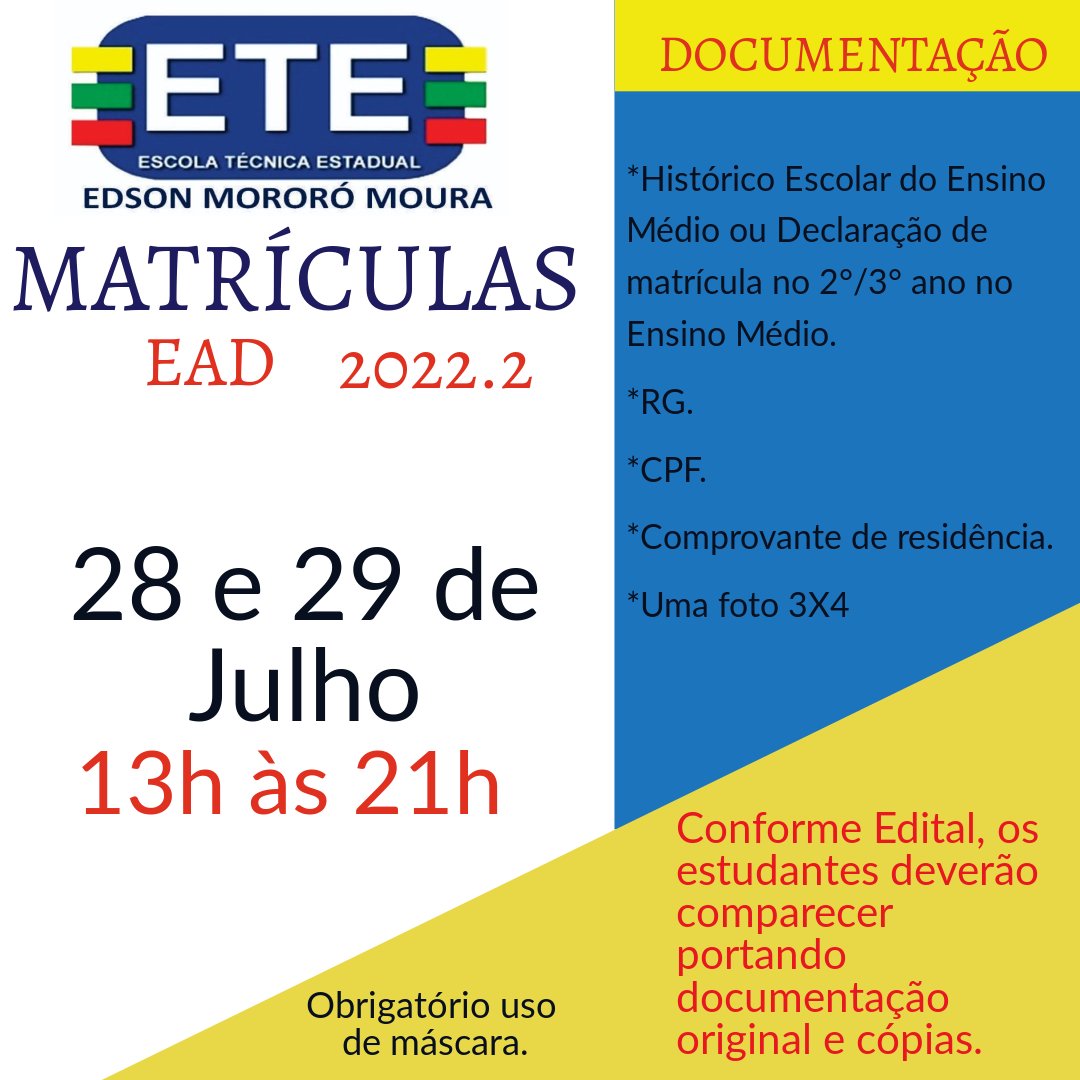 ETE
ESCOLA TÉCNICA ESTADUAL
EDSON MORORÓ MOURA
MATRÍCULAS
EAD 2022.2
28 e 29 de
Julho
13h às 21h
Obrigatório uso
de máscara.
DOCUMENTAÇÃO
*Histórico Escolar do Ensino
Médio ou Declaração de
matrícula no 2°/3° ano no
Ensino Médio.
*RG.
*CPF.
*Comprovante de residência.
*Uma foto 3X4
Conforme Edital, os
estudantes deverão
comparecer
portando
documentação
original e cópias.